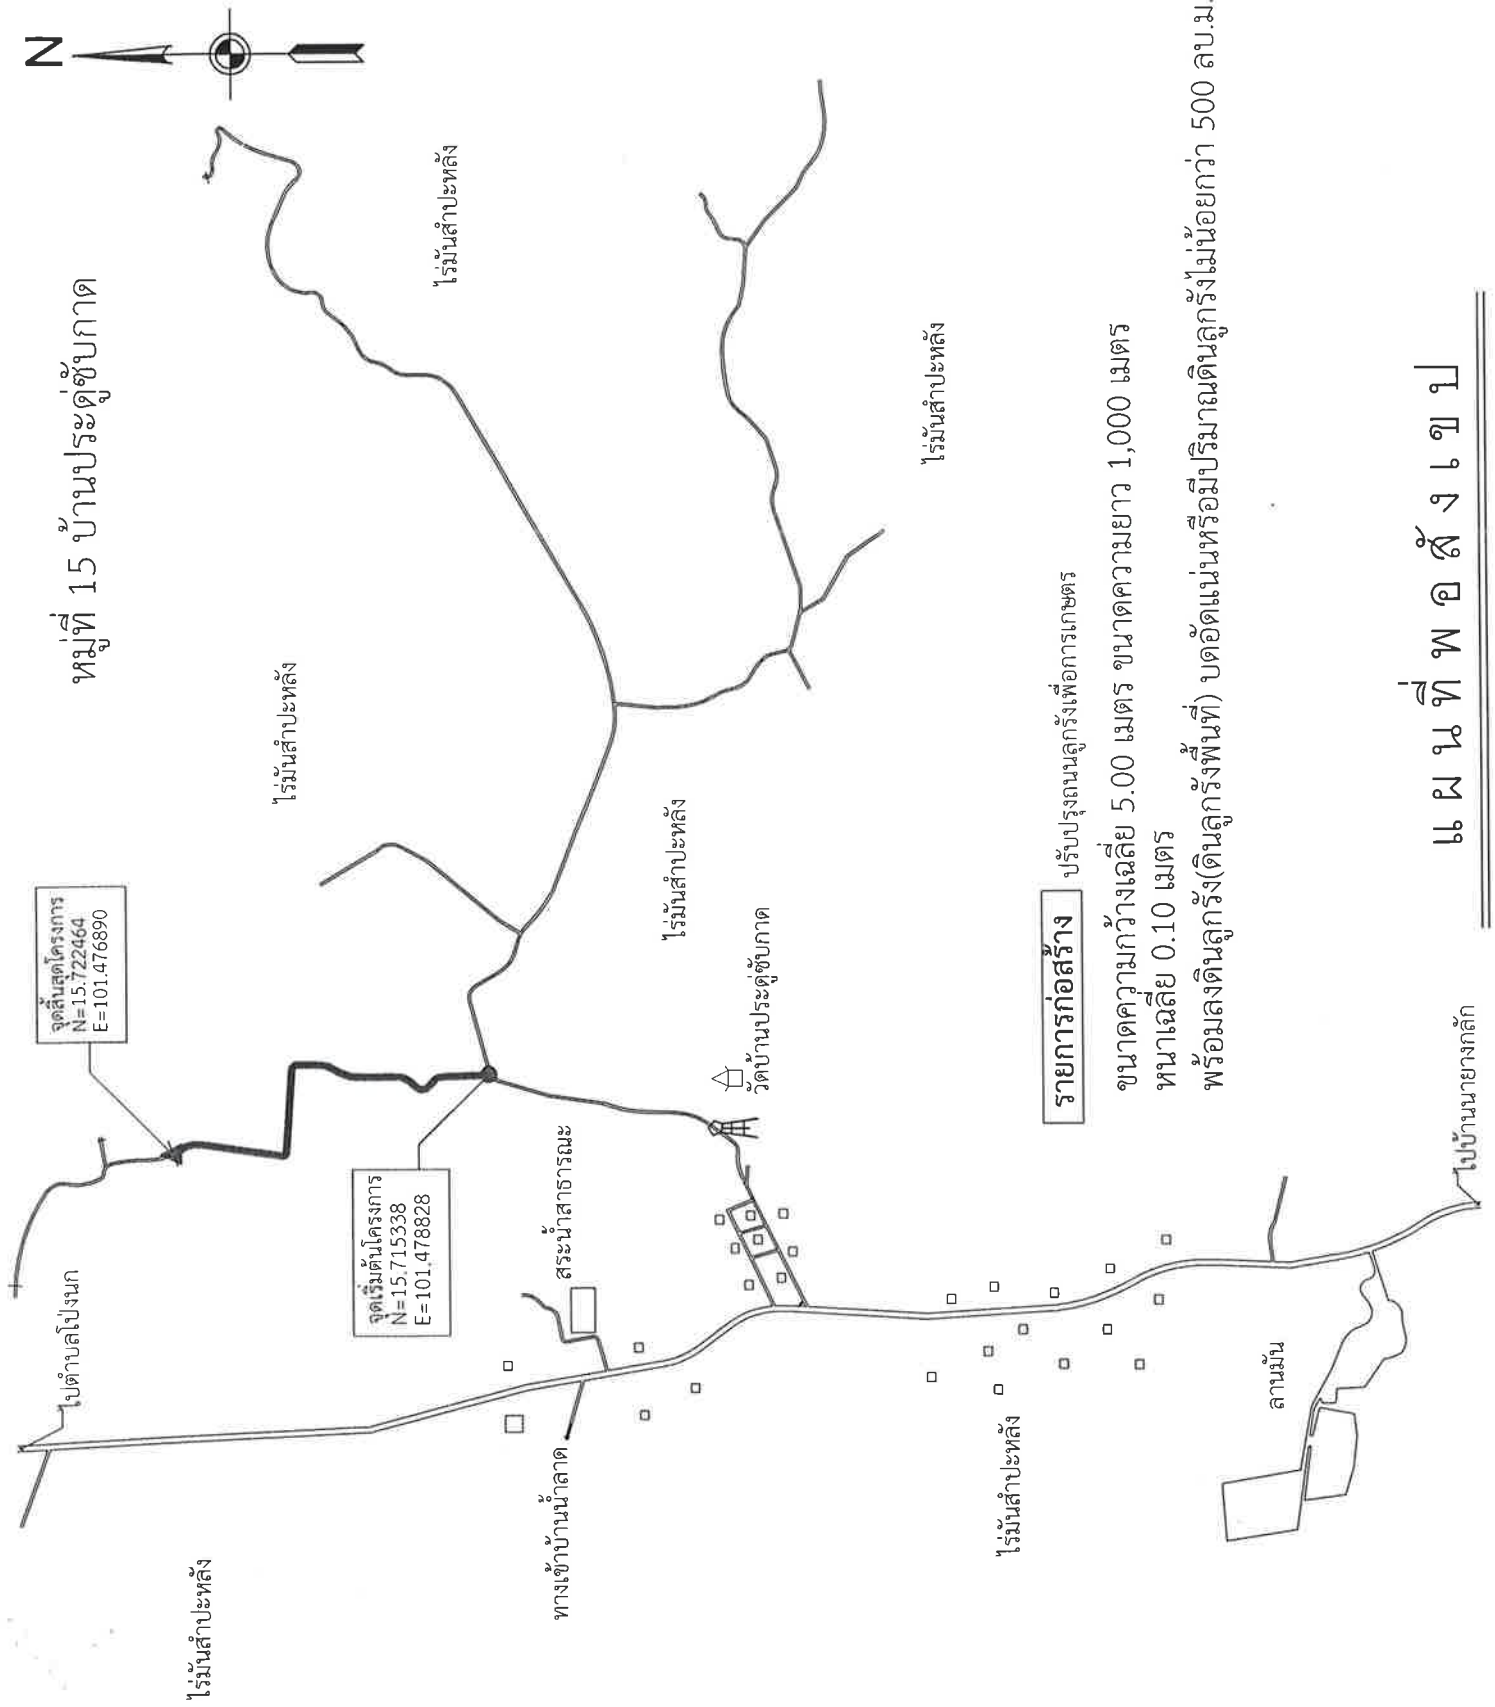 N
หมู่ที่ 15 บ้านประดู่ชับกาด
จุดสิ้นสุดโครงการ
N=15.722464
E=101.476890
จุดเริ่มต้นโครงการ
N=15.715338
E=101.478828
ไปตำบลโป่งนก
ไร่มันสำปะหลัง
ไร่มันสำปะหลัง
ไร่มันสำปะหลัง
ไร่มันสำปะหลัง
ไร่มันสำปะหลัง
ไร่มันสำปะหลัง
สระน้ำสาธารณะ
ทางเข้าบ้านน้ำลาด
วัดบ้านประดู่ชับกาด
ลานมัน
ไปบ้านนายวงกลัก
รายการก่อสร้าง ปรับปรุงถนนลูกรังเพื่อการเกษตร
ขนาดความกว้างเฉลี่ย 5.00 เมตร ขนาดความยาว 1,000 เมตร
หนาเฉลี่ย 0.10 เมตร
พร้อมลงดินลูกรัง(ดินลูกรังพื้นที่) บดอัดแน่นหรือมีปริมาณดินลูกรังไม่น้อยกว่า 500 ลบ.ม.
แผนที่พอสังเขป